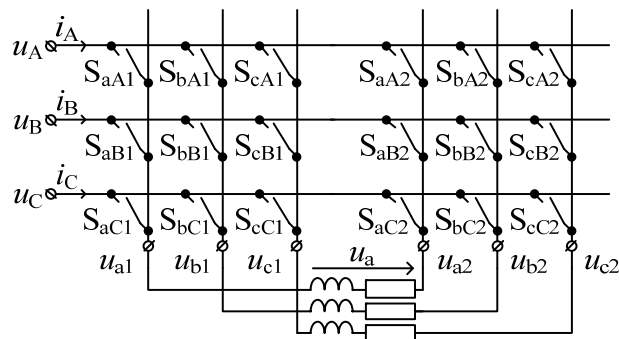 i_A
u_A S_aA1 S_bA1 S_cA1 S_aA2 S_bA2 S_cA2
i_B
u_B S_aB1 S_bB1 S_cB1 S_aB2 S_bB2 S_cB2
i_C
u_C S_aC1 S_bC1 S_cC1 S_aC2 S_bC2 S_cC2
u_a1 u_b1 u_c1 u_a u_a2 u_b2 u_c2